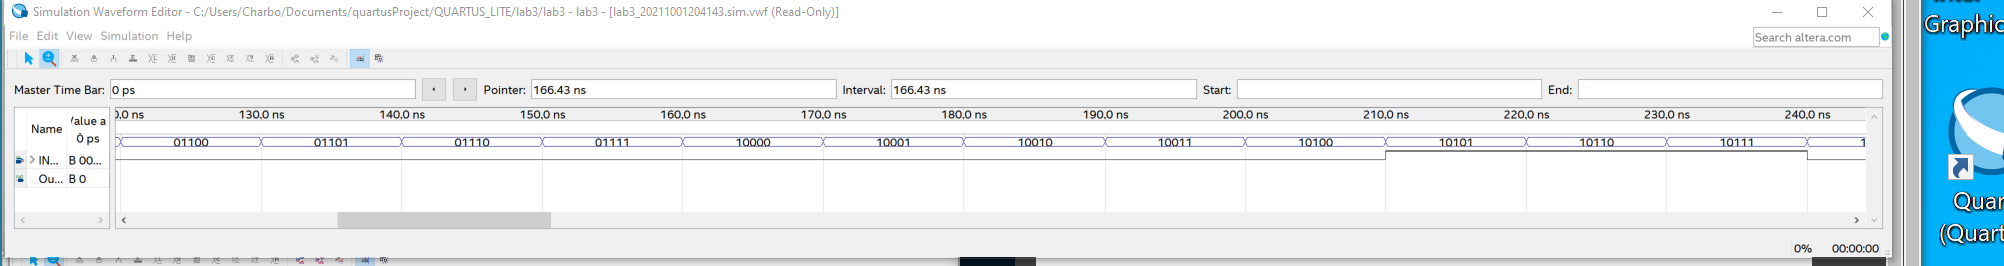 Simulation Waveform Editor - C:/Users/Charbo/Documents/quartusProject/QUARTUS_LITE/lab3/lab3 - lab3 - [lab3_20211001204143.sim.vwf (Read-Only)]
File Edit View Simulation Help
Search altera.com
Master Time Bar: 0 ps Pointer: 166.43 ns Interval: 166.43 ns Start: End:
Name
Value a
0 ps
0,0 ns 130,0 ns 140,0 ns 150,0 ns 160,0 ns 170,0 ns 180,0 ns 190,0 ns 200,0 ns 210,0 ns 220,0 ns 230,0 ns 240,0 ns
01100 01101 01110 01111 10000 10001 10010 10011 10100 10101 10110 10111 1
IN... B 00...
Ou... B 0
0% 00:00:00
Graphic
Quar
(Quart